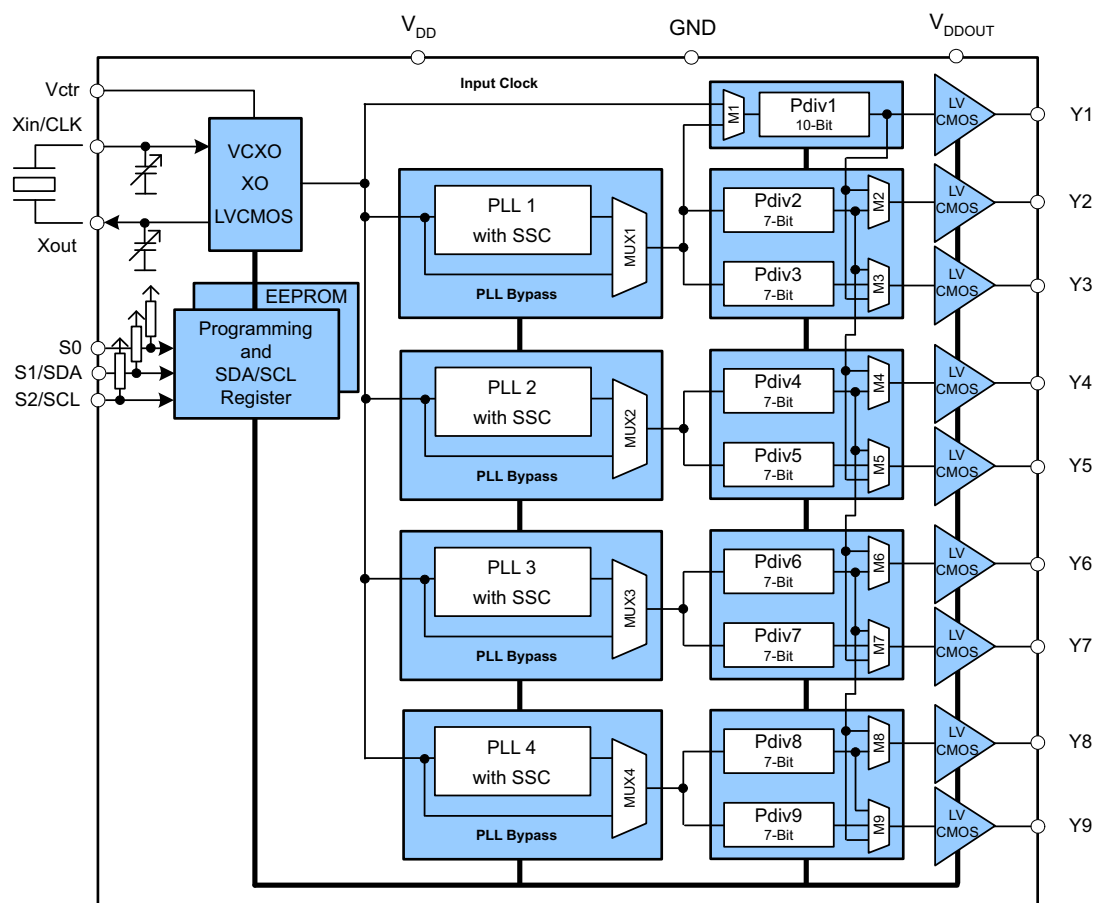 VDD
GND
VDDOUT
Vctr
Input Clock
Xin/CLK
Xout
VCXO
XO
LVCMOS
EEPROM
Programming
and
SDA/SCL
Register
S0
S1/SDA
S2/SCL
PLL 1
with SSC
MUX1
PLL Bypass
PLL 2
with SSC
MUX2
PLL Bypass
PLL 3
with SSC
MUX3
PLL Bypass
PLL 4
with SSC
MUX4
PLL Bypass
M1
Pdiv1
10-Bit
LV
CMOS
Y1
Pdiv2
7-Bit
M2
LV
CMOS
Y2
Pdiv3
7-Bit
M3
LV
CMOS
Y3
Pdiv4
7-Bit
M4
LV
CMOS
Y4
Pdiv5
7-Bit
M5
LV
CMOS
Y5
Pdiv6
7-Bit
M6
LV
CMOS
Y6
Pdiv7
7-Bit
M7
LV
CMOS
Y7
Pdiv8
7-Bit
M8
LV
CMOS
Y8
Pdiv9
7-Bit
M9
LV
CMOS
Y9